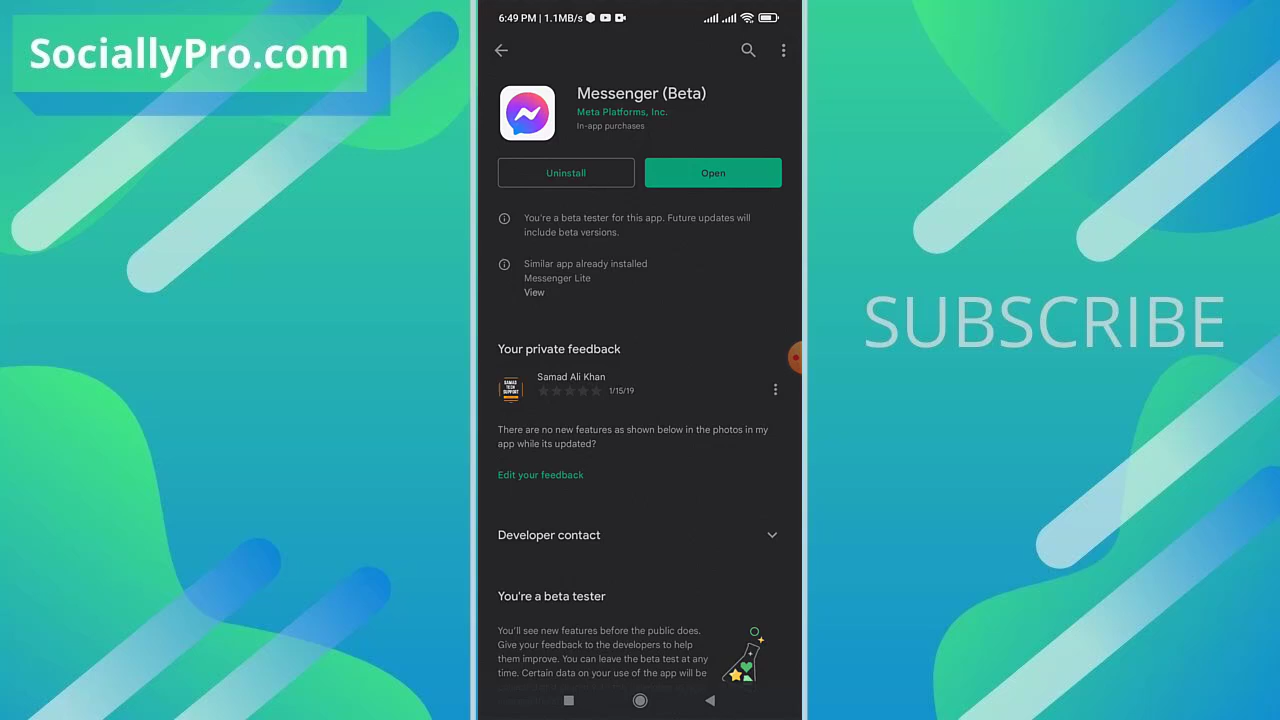 SociallyPro.com
6:49 PM | 1.1MB/s
Messenger (Beta)
Meta Platforms, Inc.
In-app purchases
Uninstall
Open
You're a beta tester for this app. Future updates will
include beta versions.
Similar app already installed
Messenger Lite
View
SUBSCRIBE
Your private feedback
SAMAD
TECH
SUPPORT
Samad Ali Khan
1/15/19
There are no new features as shown below in the photos in my
app while its updated?
Edit your feedback
Developer contact
You're a beta tester
You'll see new features before the public does.
Give your feedback to the developers to help
them improve. You can leave the beta test at any
time. Certain data on your use of the app will be